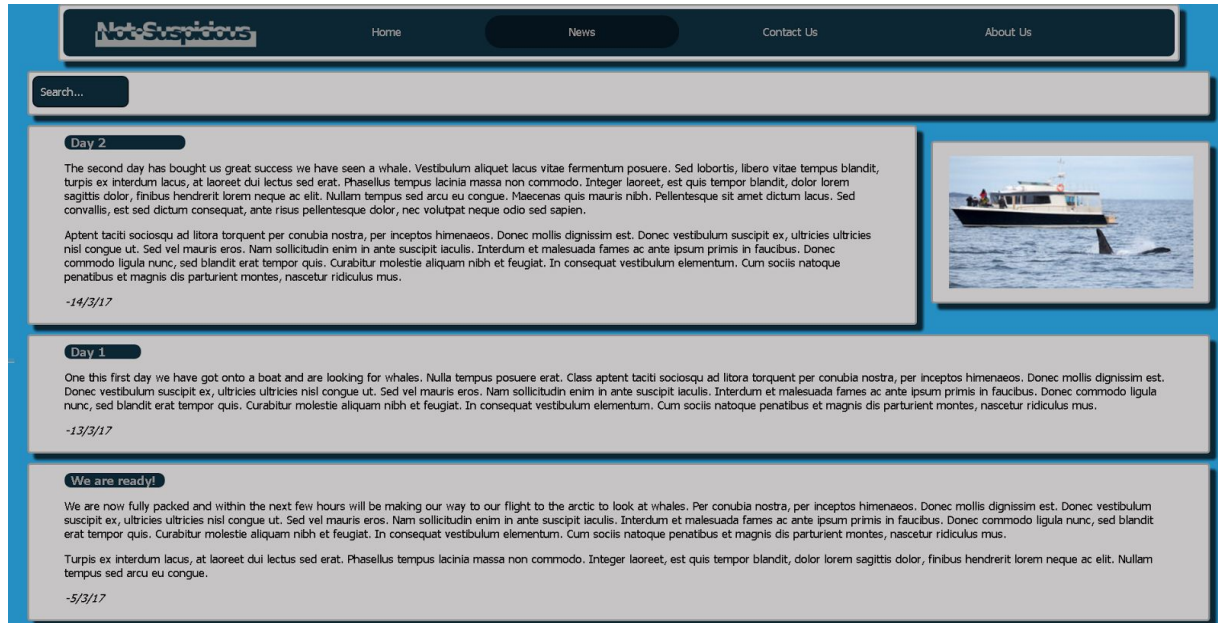 Not-Suspicious
Home
News
Contact Us
About Us
Search...
Day 2
The second day has bought us great success we have seen a whale. Vestibulum aliquet lacus vitae fermentum posuere. Sed lobortis, libero vitae tempus blandit,
turpis ex interdum lacus, at laoreet dui lectus sed erat. Phasellus tempus lacinia massa non commodo. Integer laoreet, est quis tempor blandit, dolor lorem
sagittis dolor, finibus hendrerit lorem neque ac elit. Nullam tempus sed arcu eu congue. Maecenas quis mauris nibh. Pellentesque sit amet dictum lacus. Sed
convallis, est sed dictum consequat, ante risus pellentesque dolor, nec volutpat neque odio sed sapien.
Aptent taciti sociosqu ad litora torquent per conubia nostra, per inceptos himenaeos. Donec mollis dignissim est. Donec vestibulum suscipit ex, ultricies ultricies
nisl congue ut. Sed vel mauris eros. Nam sollicitudin enim in ante suscipit iaculis. Interdum et malesuada fames ac ante ipsum primis in faucibus. Donec
commodo ligula nunc, sed blandit erat tempor quis. Curabitur molestie aliquam nibh et feugiat. In consequat vestibulum elementum. Cum sociis natoque
penatibus et magnis dis parturient montes, nascetur ridiculus mus.
-14/3/17
Day 1
One this first day we have got onto a boat and are looking for whales. Nulla tempus posuere erat. Class aptent taciti sociosqu ad litora torquent per conubia nostra, per inceptos himenaeos. Donec mollis dignissim est.
Donec vestibulum suscipit ex, ultricies ultricies nisl congue ut. Sed vel mauris eros. Nam sollicitudin enim in ante suscipit iaculis. Interdum et malesuada fames ac ante ipsum primis in faucibus. Donec commodo ligula
nunc, sed blandit erat tempor quis. Curabitur molestie aliquam nibh et feugiat. In consequat vestibulum elementum. Cum sociis natoque penatibus et magnis dis parturient montes, nascetur ridiculus mus.
-13/3/17
We are ready!
We are now fully packed and within the next few hours will be making our way to our flight to the arctic to look at whales. Per conubia nostra, per inceptos himenaeos. Donec mollis dignissim est. Donec vestibulum
suscipit ex, ultricies ultricies nisl congue ut. Sed vel mauris eros. Nam sollicitudin enim in ante suscipit iaculis. Interdum et malesuada fames ac ante ipsum primis in faucibus. Donec commodo ligula nunc, sed blandit
erat tempor quis. Curabitur molestie aliquam nibh et feugiat. In consequat vestibulum elementum. Cum sociis natoque penatibus et magnis dis parturient montes, nascetur ridiculus mus.
Turpis ex interdum lacus, at laoreet dui lectus sed erat. Phasellus tempus lacinia massa non commodo. Integer laoreet, est quis tempor blandit, dolor lorem sagittis dolor, finibus hendrerit lorem neque ac elit. Nullam
tempus sed arcu eu congue.
-5/3/17